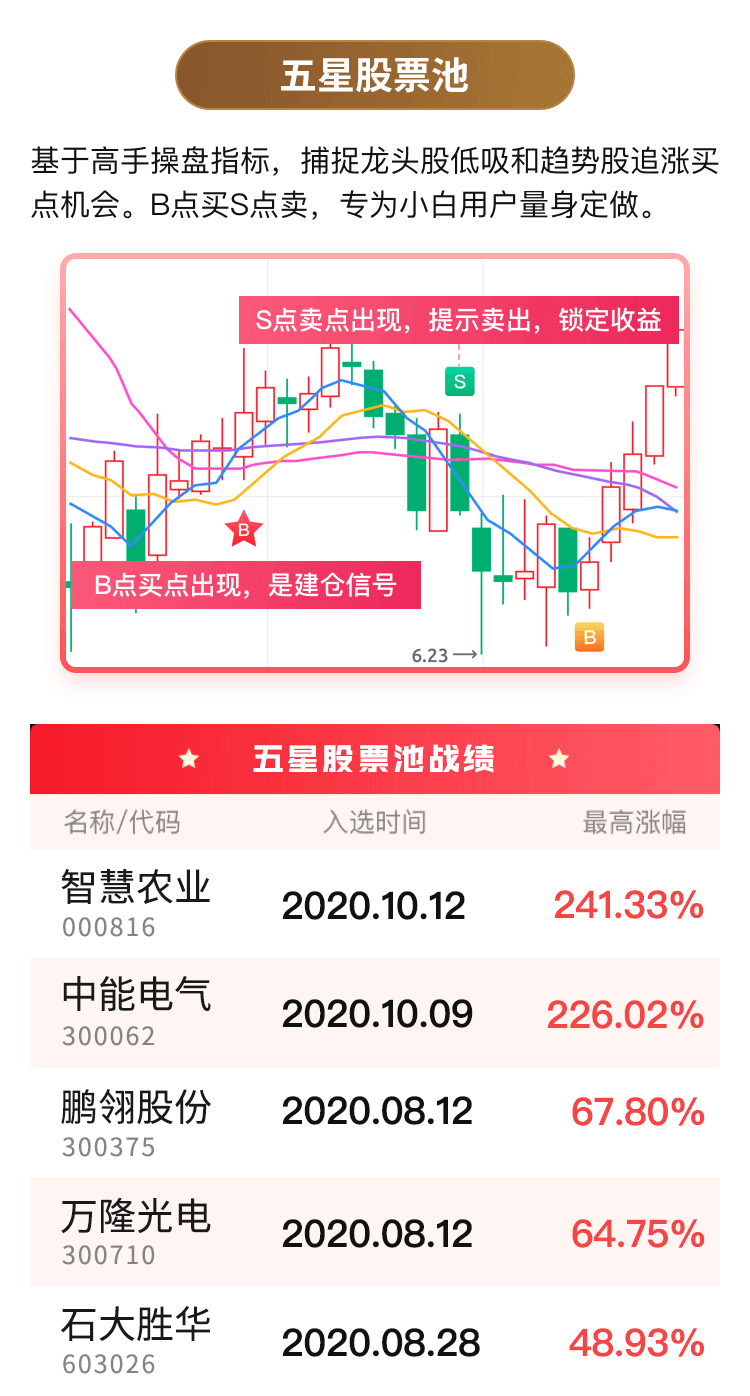 五星股票池
基于高手操盘指标，捕捉龙头股低吸和趋势股追涨买
点机会。B点买S点卖，专为小白用户量身定做。
S点卖点出现，提示卖出，锁定收益
S
B
B点买点出现，是建仓信号
B
6.23
五星股票池战绩
名称/代码 入选时间 最高涨幅
智慧农业 2020.10.12 241.33%
000816
中能电气 2020.10.09 226.02%
300062
鹏翎股份 2020.08.12 67.80%
300375
万隆光电 2020.08.12 64.75%
300710
石大胜华 2020.08.28 48.93%
603026